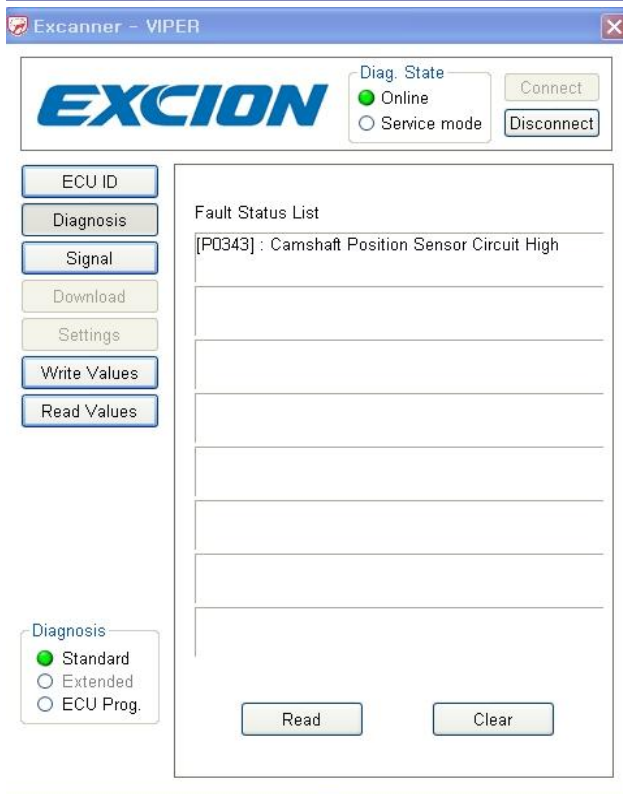 Excanner - VIPER
EXCION
Diag. State
Online
Service mode
Connect
Disconnect
ECU ID
Diagnosis
Signal
Download
Settings
Write Values
Read Values
Fault Status List
[P0343] : Camshaft Position Sensor Circuit High
Diagnosis
Standard
Extended
ECU Prog.
Read
Clear